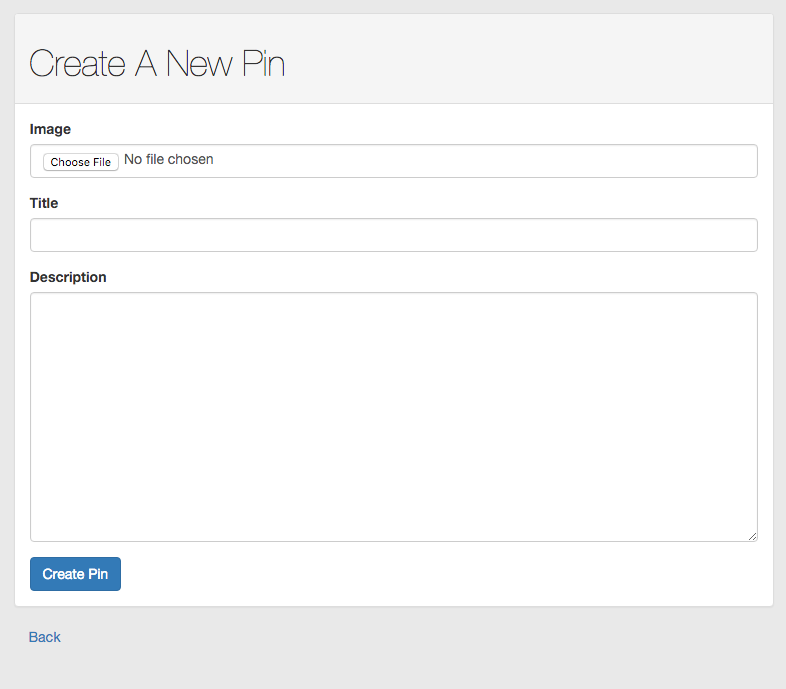 Create A New Pin
Image
Choose File No file chosen
Title
Description
Create Pin
Back